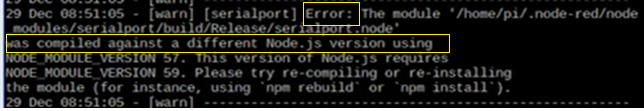 29 Dec 08:51:05 - [warn] ------------------------------------------------------
29 Dec 08:51:05 - [warn] [serialport] Error: The module '/home/pi/.node-red/node
_modules/serialport/build/Release/serialport.node'
was compiled against a different Node.js version using
NODE_MODULE_VERSION 57. This version of Node.js requires
NODE_MODULE_VERSION 59. Please try re-compiling or re-installing
the module (for instance, using `npm rebuild` or `npm install`).
29 Dec 08:51:05 - [warn] ------------------------------------------------------